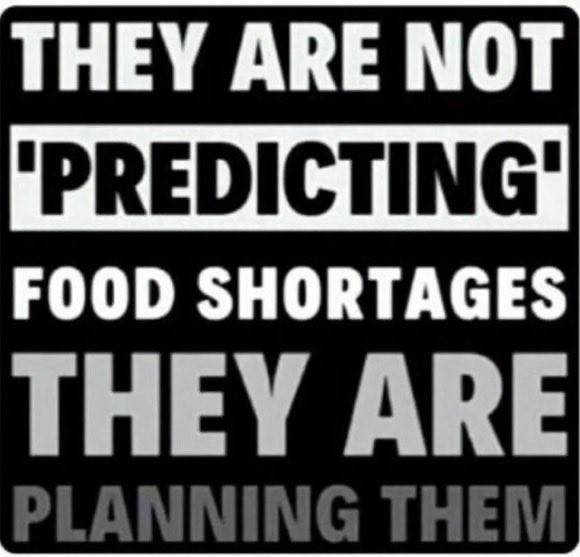 THEY ARE NOT
'PREDICTING'
FOOD SHORTAGES
THEY ARE
PLANNING THEM